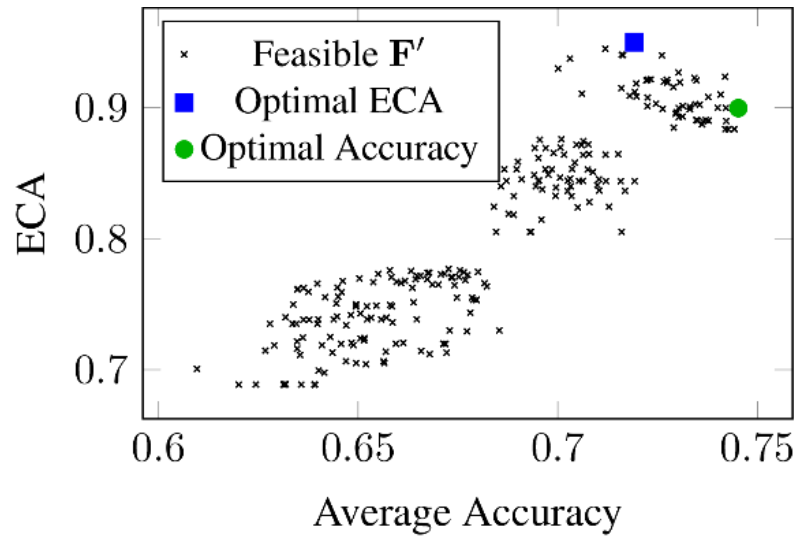 Feasible F′
Optimal ECA
Optimal Accuracy
ECA
0.9
0.8
0.7
0.6 0.65 0.7 0.75
Average Accuracy